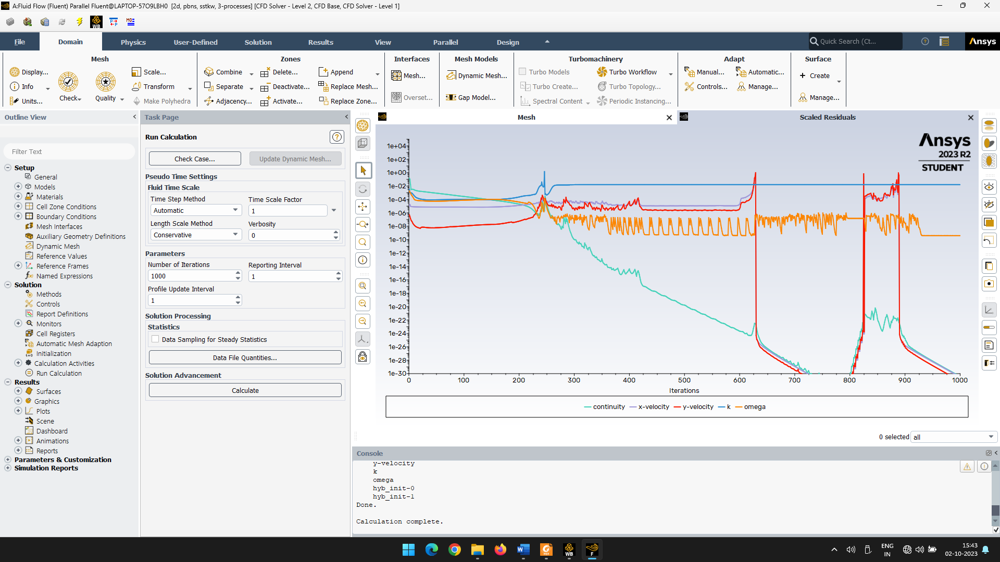 A:Fluid Flow (Fluent) Parallel Fluent@LAPTOP-57O9LBH0 [2d, pbns, sstkw, 3-processes] [CFD Solver - Level 2, CFD Base, CFD Solver - Level 1]
WB
File Domain Physics User-Defined Solution Results View Parallel Design Quick Search (Ct... Ansys
Mesh Zones Interfaces Mesh Models Turbomachinery Adapt Surface
Display... Scale... Combine Delete... Append Mesh... Dynamic Mesh... Turbo Models Turbo Workflow Manual... Automatic... + Create
Info Check Quality Transform Separate Deactivate... Replace Mesh... Turbo Create... Turbo Topology... Controls... Manage...
Units... Make Polyhedra Adjacency... Activate... Replace Zone... Overset... Gap Model... Spectral Content Periodic Instancing... Manage...
Outline View
Filter Text
Setup
General
Models
Materials
Cell Zone Conditions
Boundary Conditions
Mesh Interfaces
Auxiliary Geometry Definitions
Dynamic Mesh
Reference Values
Reference Frames
Named Expressions
Solution
Methods
Controls
Report Definitions
Monitors
Cell Registers
Automatic Mesh Adaption
Initialization
Calculation Activities
Run Calculation
Results
Surfaces
Graphics
Plots
Scene
Dashboard
Animations
Reports
Parameters & Customization
Simulation Reports
Task Page
Run Calculation
Check Case... Update Dynamic Mesh...
Pseudo Time Settings
Fluid Time Scale
Time Step Method Time Scale Factor
Automatic 1
Length Scale Method Verbosity
Conservative 0
Parameters
Number of Iterations Reporting Interval
1000 1
Profile Update Interval
1
Solution Processing
Statistics
Data Sampling for Steady Statistics
Data File Quantities...
Solution Advancement
Calculate
Mesh Scaled Residuals
Ansys
2023 R2
STUDENT
1e+04
1e+02
1e+00
1e-02
1e-04
1e-06
1e-08
1e-10
1e-12
1e-14
1e-16
1e-18
1e-20
1e-22
1e-24
1e-26
1e-28
1e-30
0 100 200 300 400 500 600 700 800 900 1000
Iterations
continuity x-velocity y-velocity k omega
0 selected all
Console
y-velocity
k
omega
hyb_init-0
hyb_init-1
Done.
Calculation complete.
ENG
IN
15:43
02-10-2023